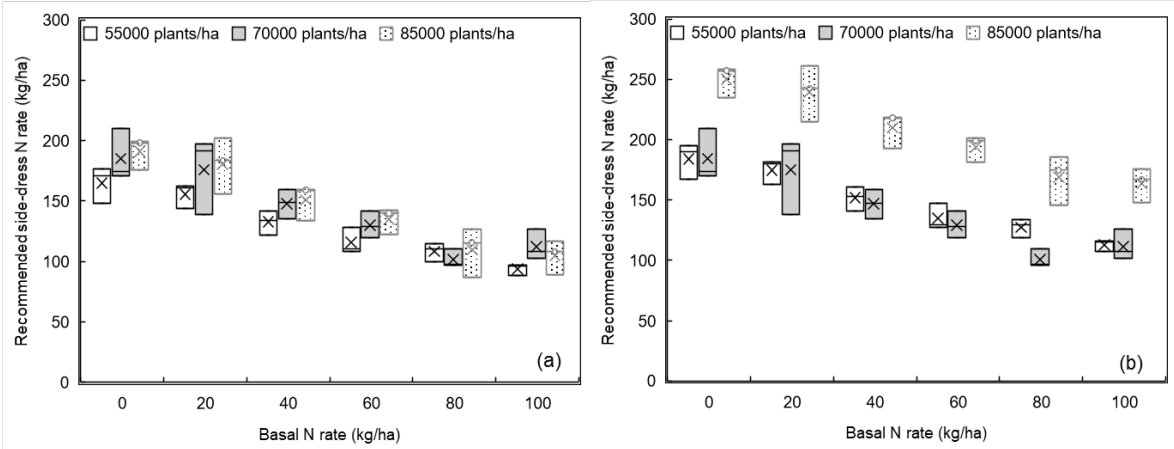 300
250
200
150
100
50
0
Recommended side-dress N rate (kg/ha)
55000 plants/ha 70000 plants/ha 85000 plants/ha
(a)
0 20 40 60 80 100
Basal N rate (kg/ha)
300
250
200
150
100
50
0
Recommended side-dress N rate (kg/ha)
55000 plants/ha 70000 plants/ha 85000 plants/ha
(b)
0 20 40 60 80 100
Basal N rate (kg/ha)